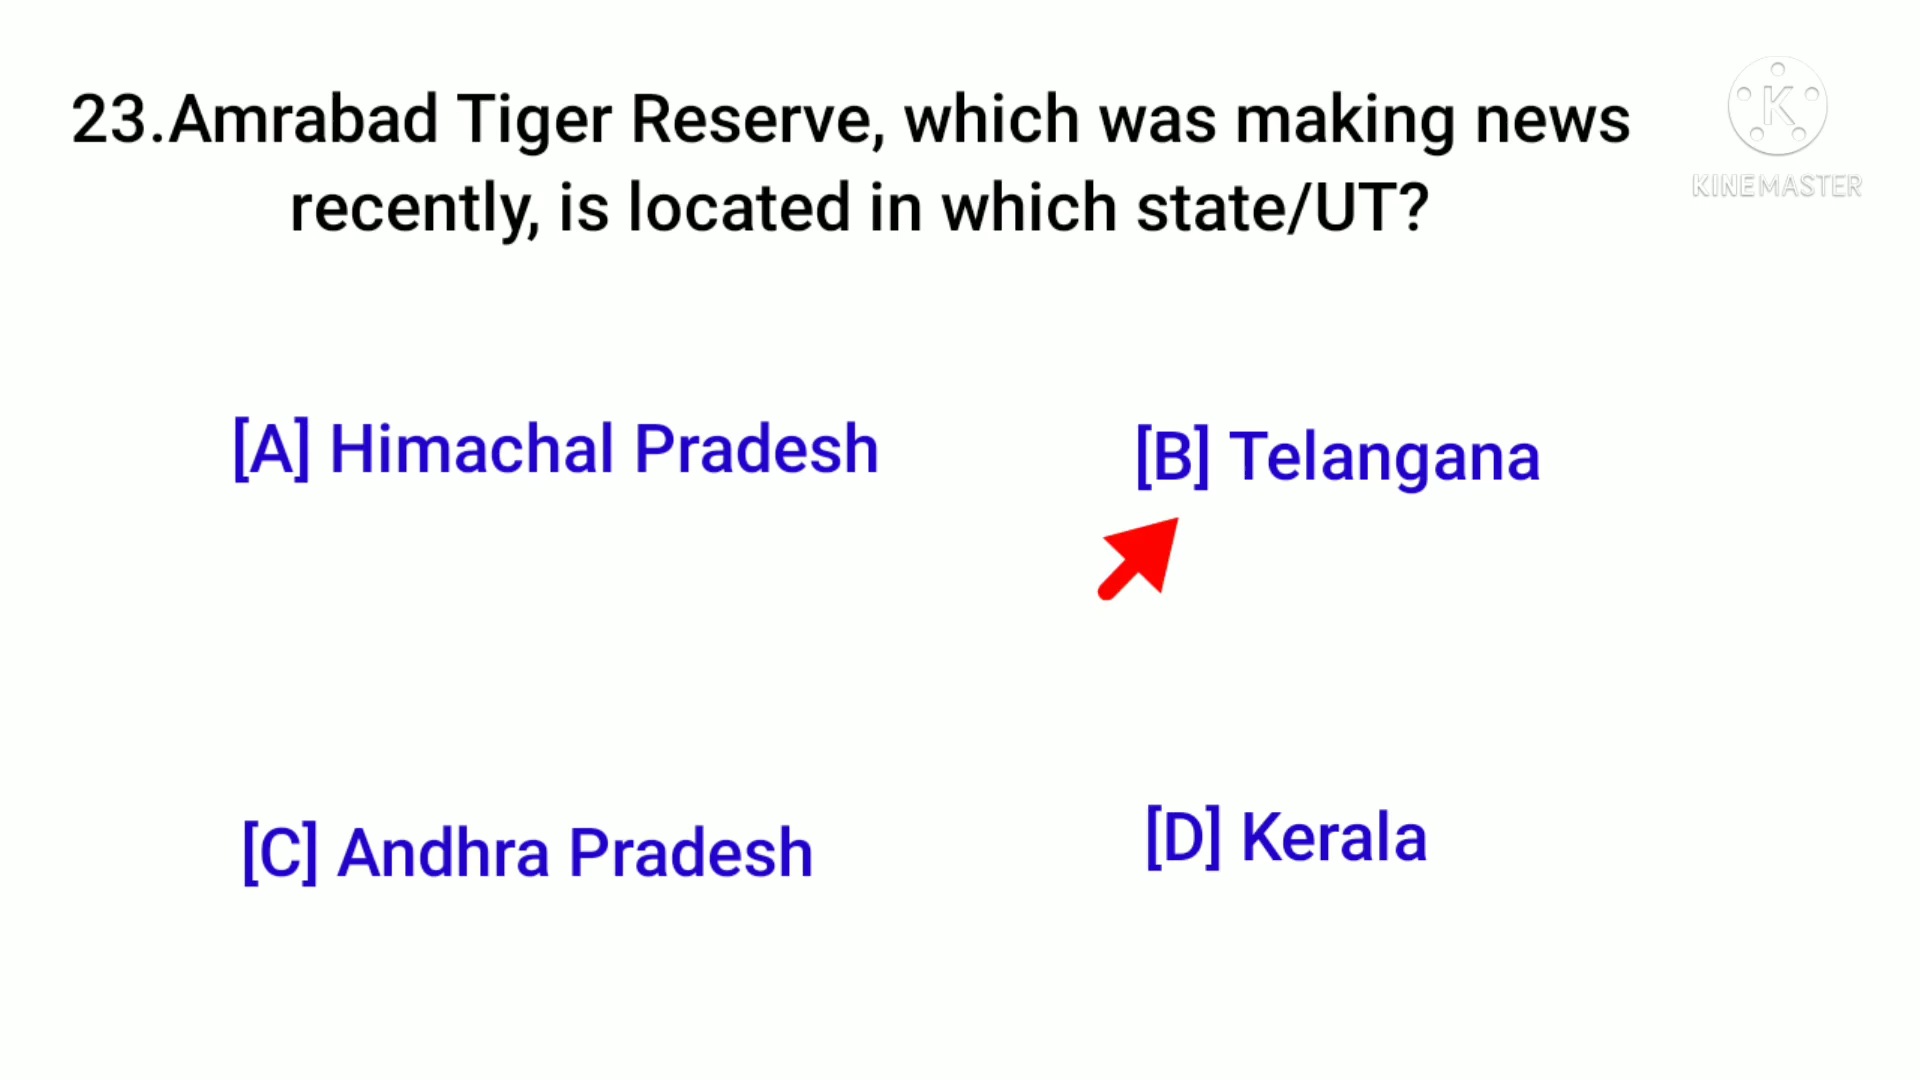 23.Amrabad Tiger Reserve, which was making news
recently, is located in which state/UT?
K
KINEMASTER
[A] Himachal Pradesh
[B] Telangana
[C] Andhra Pradesh
[D] Kerala